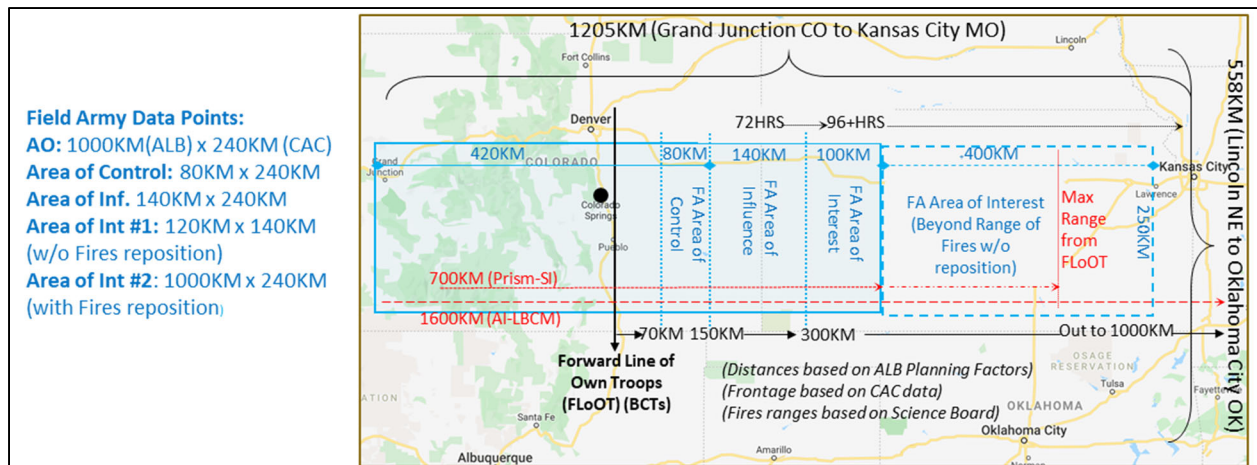 Field Army Data Points:
AO: 1000KM(ALB) x 240KM (CAC)
Area of Control: 80KM x 240KM
Area of Inf. 140KM x 240KM
Area of Int #1: 120KM x 140KM
(w/o Fires reposition)
Area of Int #2: 1000KM x 240KM
(with Fires reposition)
1205KM (Grand Junction CO to Kansas City MO)
Lincoln
Fort Collins
Denver
72HRS
96+HRS
420KM
COLORADO
80KM
140KM
100KM
400KM
Grand
Junction
Kansas City
Lawrence
Colorado
Springs
Pueblo
FA Area of
Control
FA Area of
Influence
FA Area of
Interest
FA Area of Interest
(Beyond Range of
Fires w/o
reposition)
Max
Range
from
FLoOT
250KM
558KM (Lincoln NE to Oklahoma City OK)
700KM (Prism-SI)
1600KM (AI-LBCM)
70KM
150KM
300KM
Out to 1000KM
Forward Line of
Own Troops
(FLoOT) (BCTs)
(Distances based on ALB Planning Factors)
(Frontage based on CAC data)
(Fires ranges based on Science Board)
OSAGE
RESERVATION
Tulsa
Fayette
OKLAHOMA
Oklahoma City
Norman
Santa Fe
Albuquerque
Amarillo
ATION